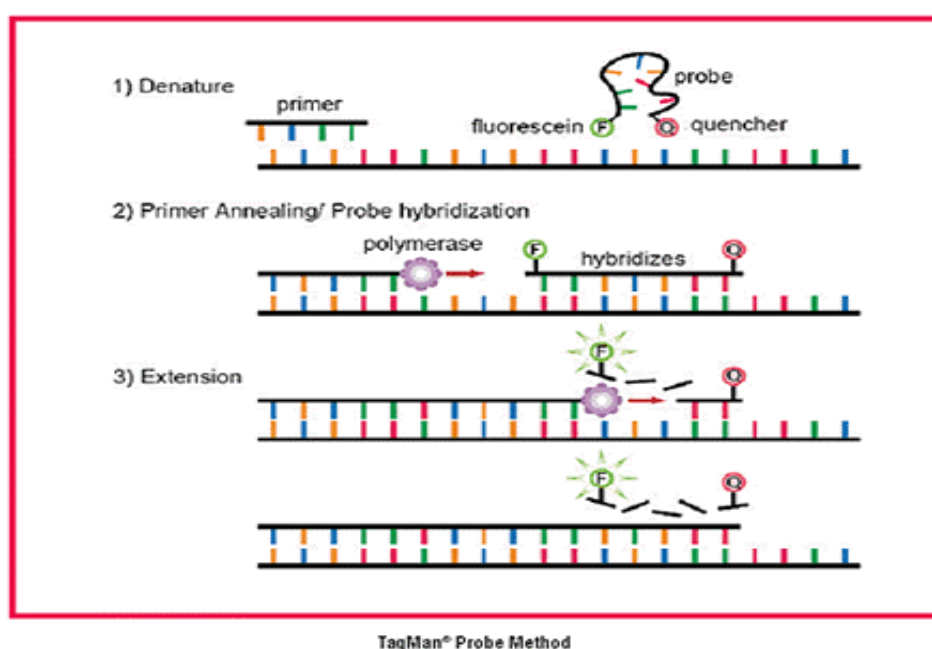 1) Denature
primer
probe
fluorescein F
Q quencher
2) Primer Annealing/ Probe hybridization
polymerase
F
hybridizes
Q
F
3) Extension
Q
F
Q
TaqMan® Probe Method